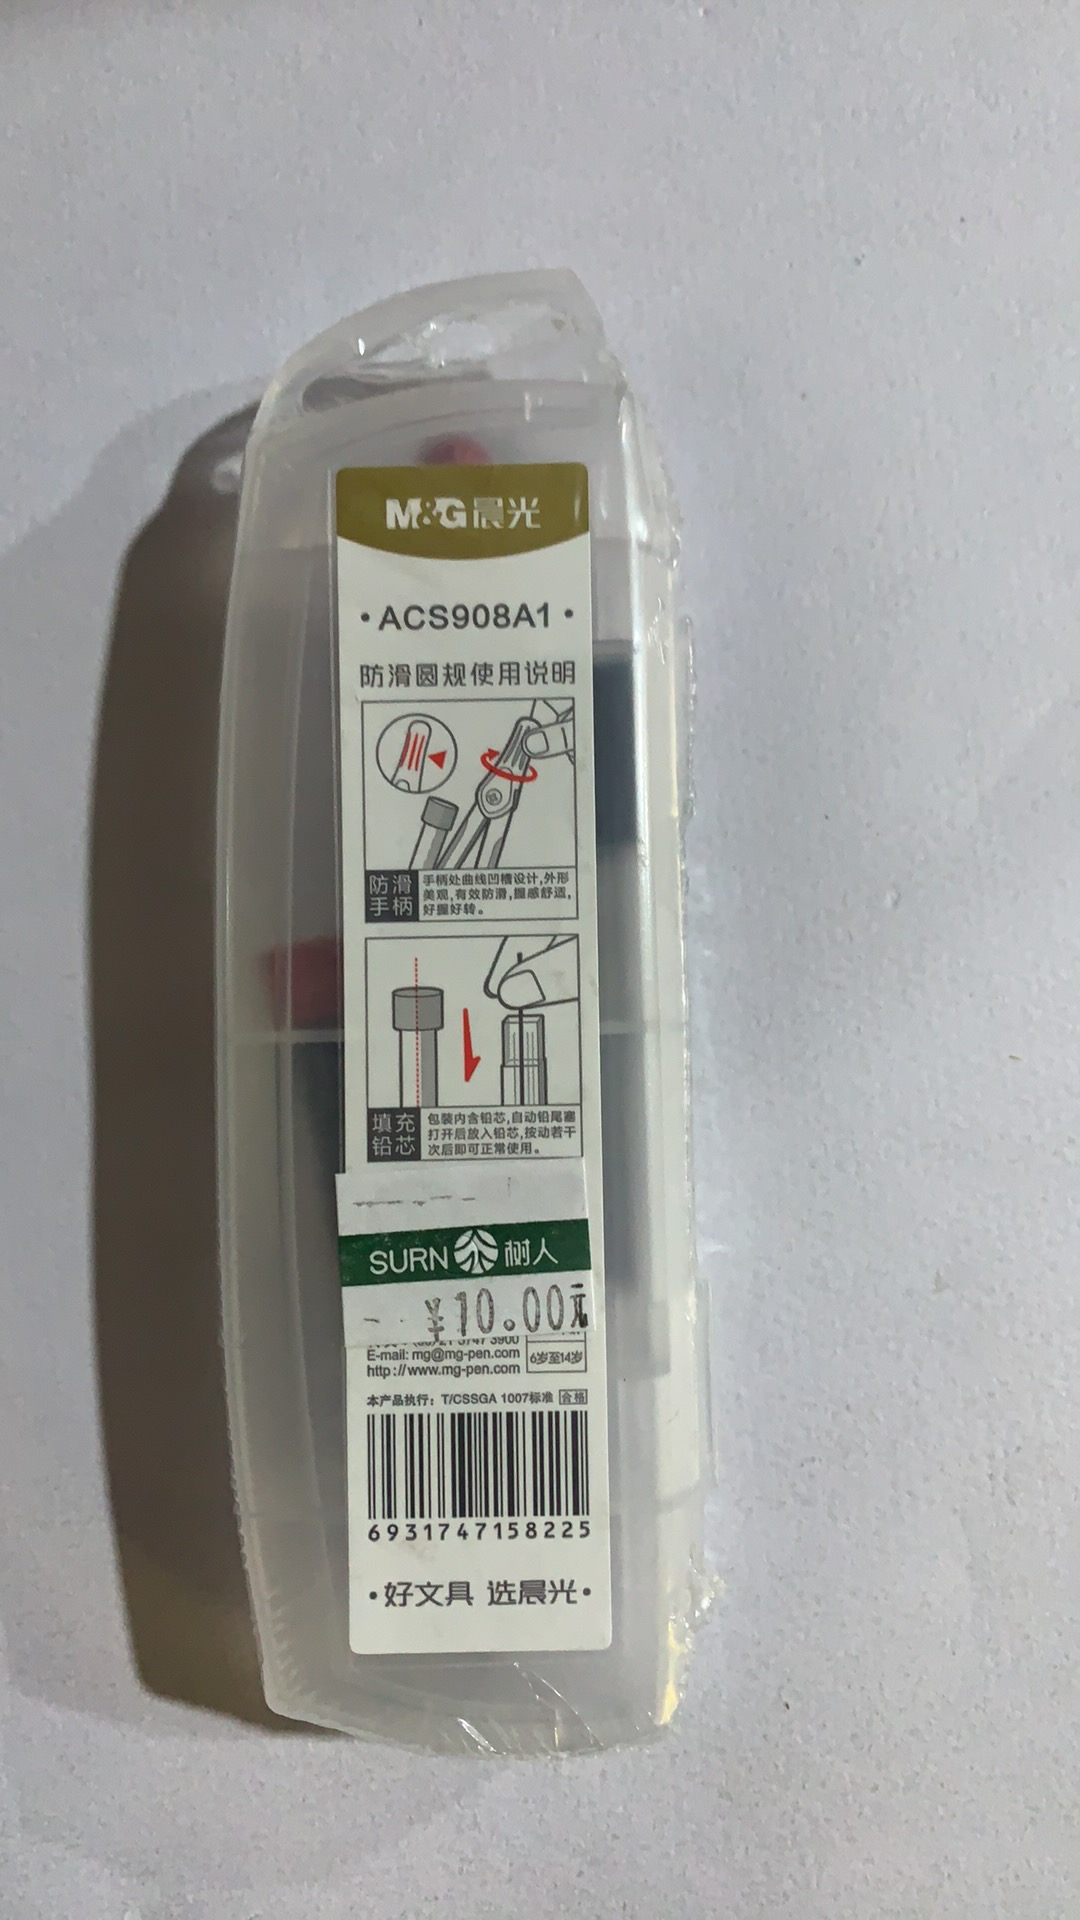 M&G晨光
·ACS908A1·
防滑圆规使用说明
防滑
手柄
手柄处曲线凹槽设计,外形
美观,有效防滑,握感舒适,
好握好转。
填充
铅芯
包装内含铅芯,自动铅尾塞
打开后放入铅芯,按动若干
次后即可正常使用。
SURN 树人
¥10.00元
E-mail: mg@mg-pen.com
http://www.mg-pen.com
6岁至14岁
本产品执行：T/CSSGA 1007标准 合格
6931747158225
·好文具 选晨光·